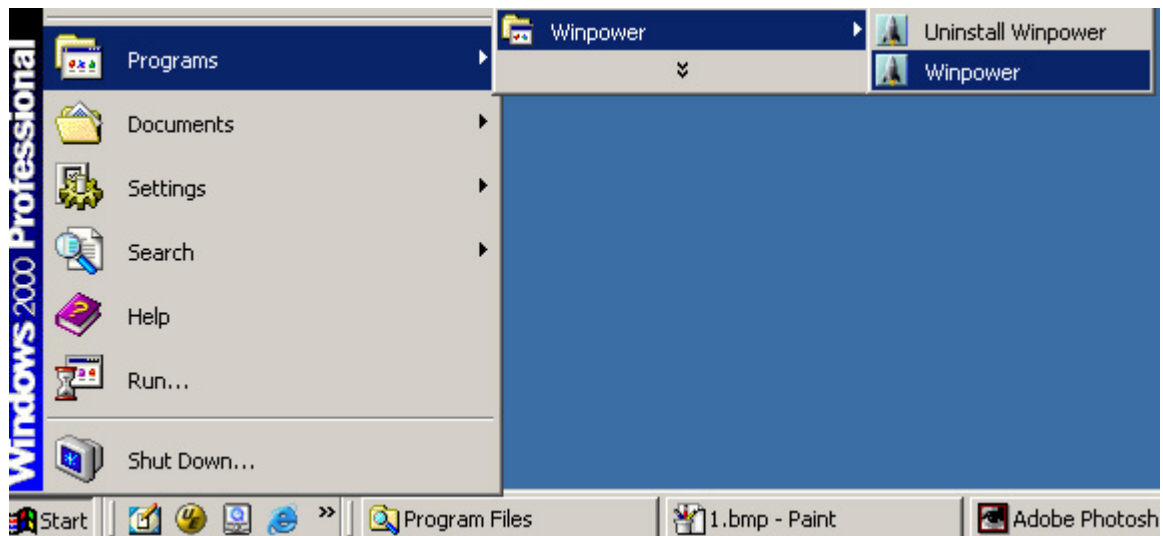 Windows 2000 Professional
Programs
Documents
Settings
Search
Help
Run...
Shut Down...
Winpower
Uninstall Winpower
Winpower
Start
Program Files
1.bmp - Paint
Adobe Photosh